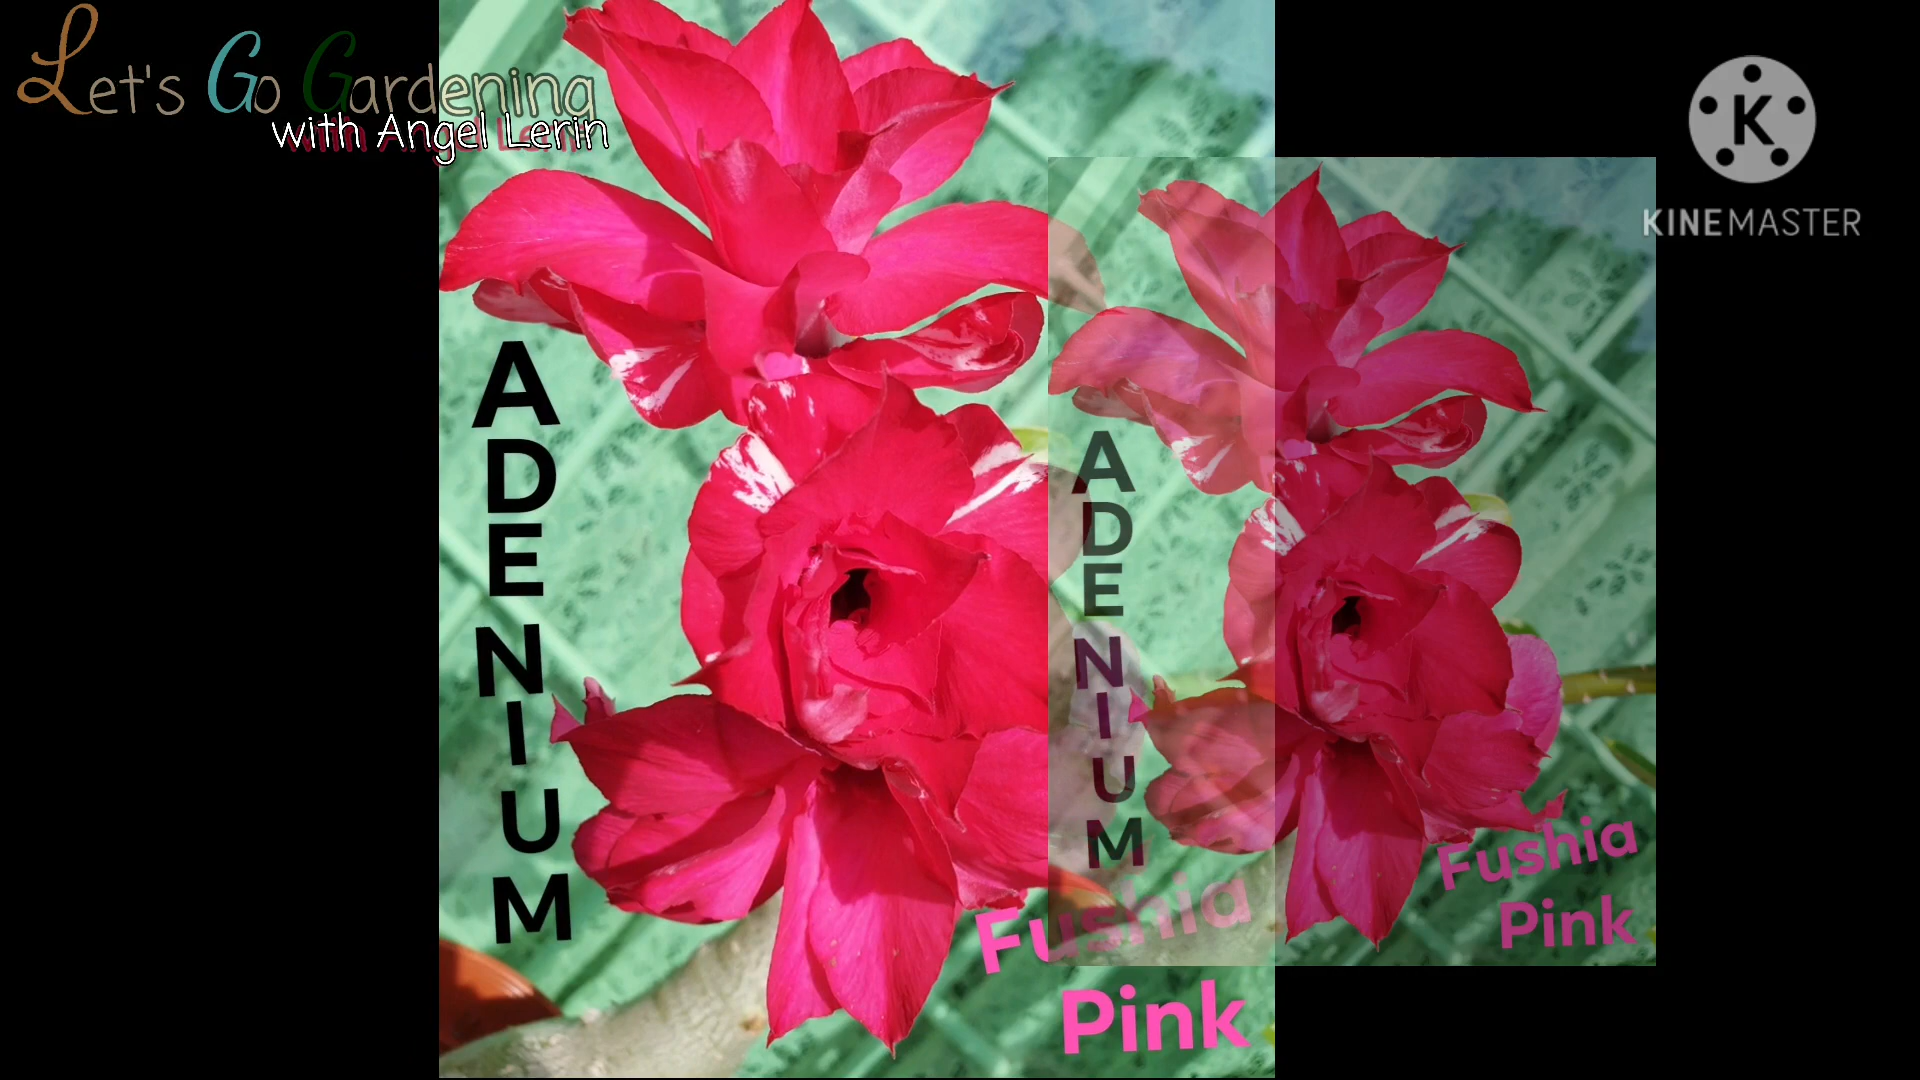 Let's Go Gardening
with Angel Lerin
KINEMASTER
ADENIUM
Fushia
Pink
ADENIUM
Fushia
Pink